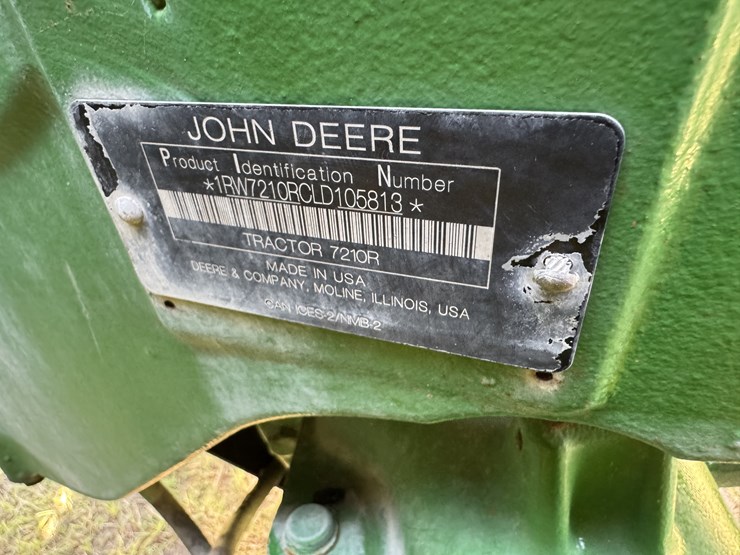 JOHN DEERE
Product Identification Number
*1RW7210RCLD105813*
TRACTOR 7210R
MADE IN USA
DEERE & COMPANY, MOLINE, ILLINOIS, USA
CAN ICES-2/NMB-2